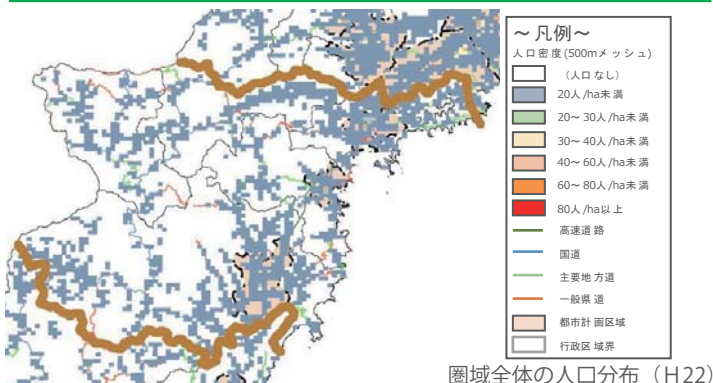 ～凡例～
人口密度(500mメッシュ)
（人口なし）
20人/ha未満
20～30人/ha未満
30～40人/ha未満
40～60人/ha未満
60～80人/ha未満
80人/ha以上
高速道路
国道
主要地方道
一般県道
都市計画区域
行政区域界
圏域全体の人口分布（H22）